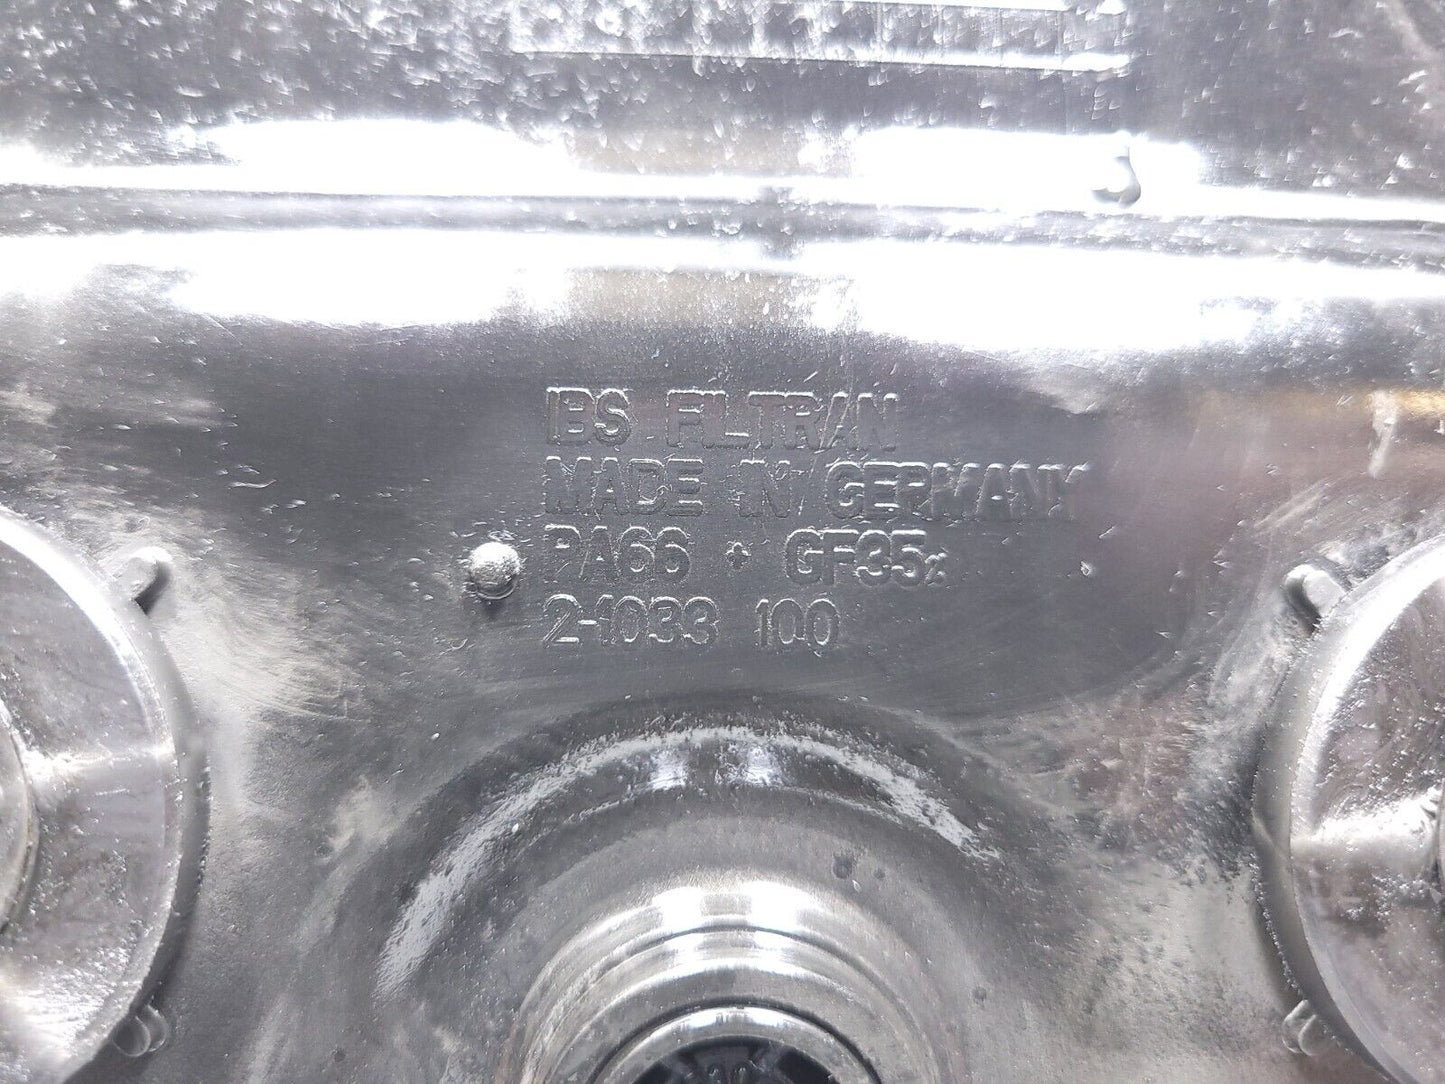 IBS FILTRAN
MADE IN GERMANY
PA66 + GF35%
2-1033 100